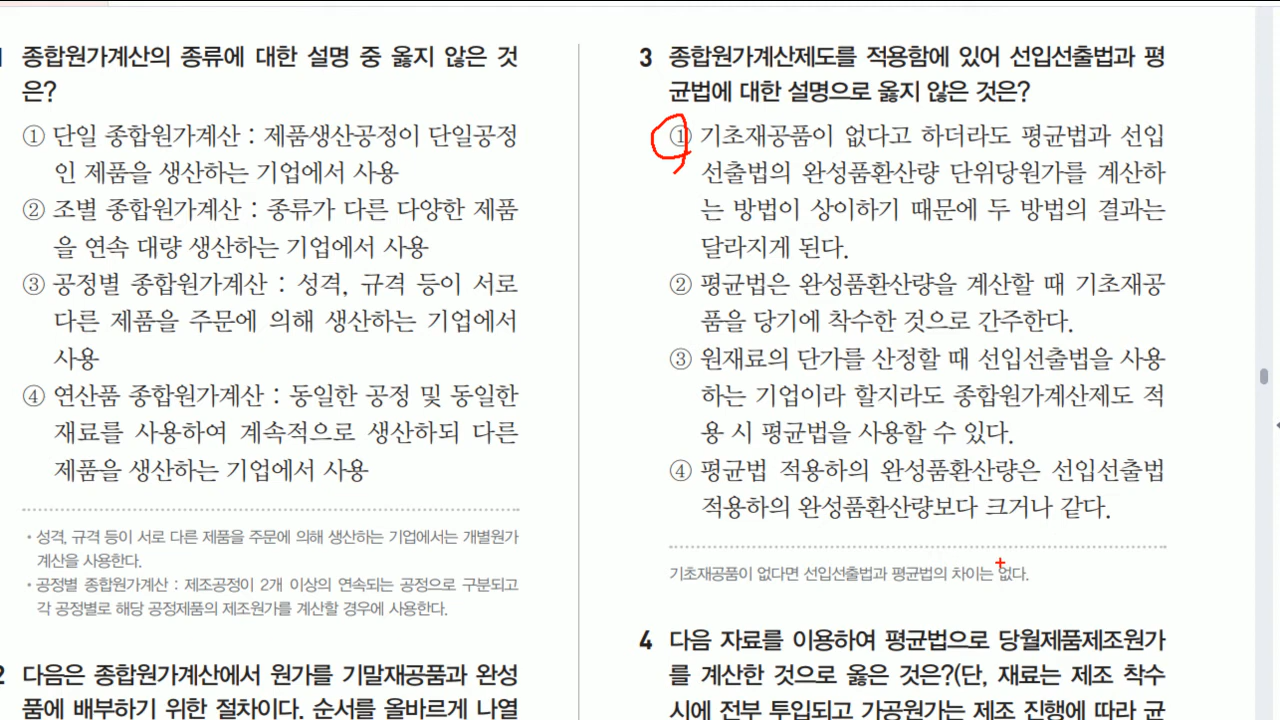 1 종합원가계산의 종류에 대한 설명 중 옳지 않은 것
은?
① 단일 종합원가계산 : 제품생산공정이 단일공정
인 제품을 생산하는 기업에서 사용
② 조별 종합원가계산 : 종류가 다른 다양한 제품
을 연속 대량 생산하는 기업에서 사용
③ 공정별 종합원가계산 : 성격, 규격 등이 서로
다른 제품을 주문에 의해 생산하는 기업에서
사용
④ 연산품 종합원가계산 : 동일한 공정 및 동일한
재료를 사용하여 계속적으로 생산하되 다른
제품을 생산하는 기업에서 사용
• 성격, 규격 등이 서로 다른 제품을 주문에 의해 생산하는 기업에서는 개별원가
계산을 사용한다.
• 공정별 종합원가계산 : 제조공정이 2개 이상의 연속되는 공정으로 구분되고
각 공정별로 해당 공정제품의 제조원가를 계산할 경우에 사용한다.
2 다음은 종합원가계산에서 원가를 기말재공품과 완성
품에 배부하기 위한 절차이다. 순서를 올바르게 나열
3 종합원가계산제도를 적용함에 있어 선입선출법과 평
균법에 대한 설명으로 옳지 않은 것은?
① 기초재공품이 없다고 하더라도 평균법과 선입
선출법의 완성품환산량 단위당원가를 계산하
는 방법이 상이하기 때문에 두 방법의 결과는
달라지게 된다.
② 평균법은 완성품환산량을 계산할 때 기초재공
품을 당기에 착수한 것으로 간주한다.
③ 원재료의 단가를 산정할 때 선입선출법을 사용
하는 기업이라 할지라도 종합원가계산제도 적
용 시 평균법을 사용할 수 있다.
④ 평균법 적용하의 완성품환산량은 선입선출법
적용하의 완성품환산량보다 크거나 같다.
기초재공품이 없다면 선입선출법과 평균법의 차이는 없다.
4 다음 자료를 이용하여 평균법으로 당월제품제조원가
를 계산한 것으로 옳은 것은?(단, 재료는 제조 착수
시에 전부 투입되고 가공원가는 제조 진행에 따라 균